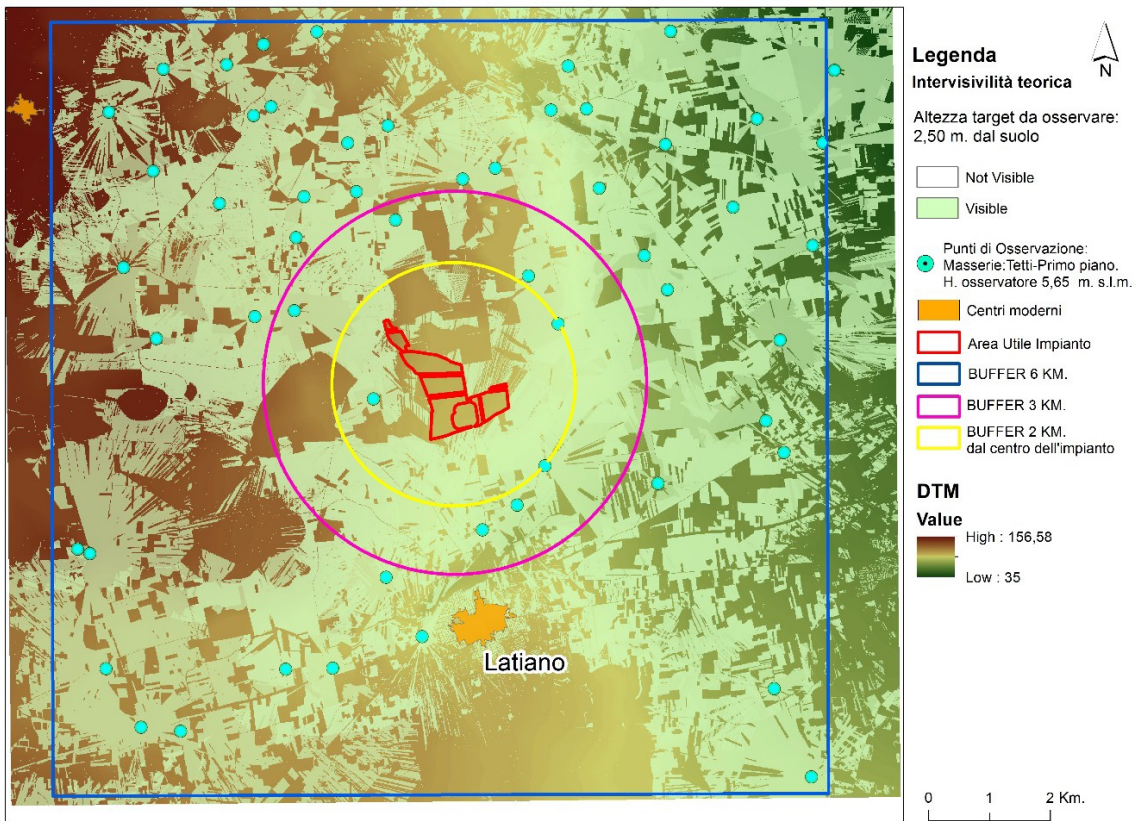 Legenda
N
Intervisivilità teorica
Altezza target da osservare:
2,50 m. dal suolo
Not Visible
Visible
Punti di Osservazione:
Masserie:Tetti-Primo piano.
H. osservatore 5,65 m. s.l.m.
Centri moderni
Area Utile Impianto
BUFFER 6 KM.
BUFFER 3 KM.
BUFFER 2 KM.
dal centro dell'impianto
DTM
Value
High : 156,58
Low : 35
Latiano
0 1 2 Km.